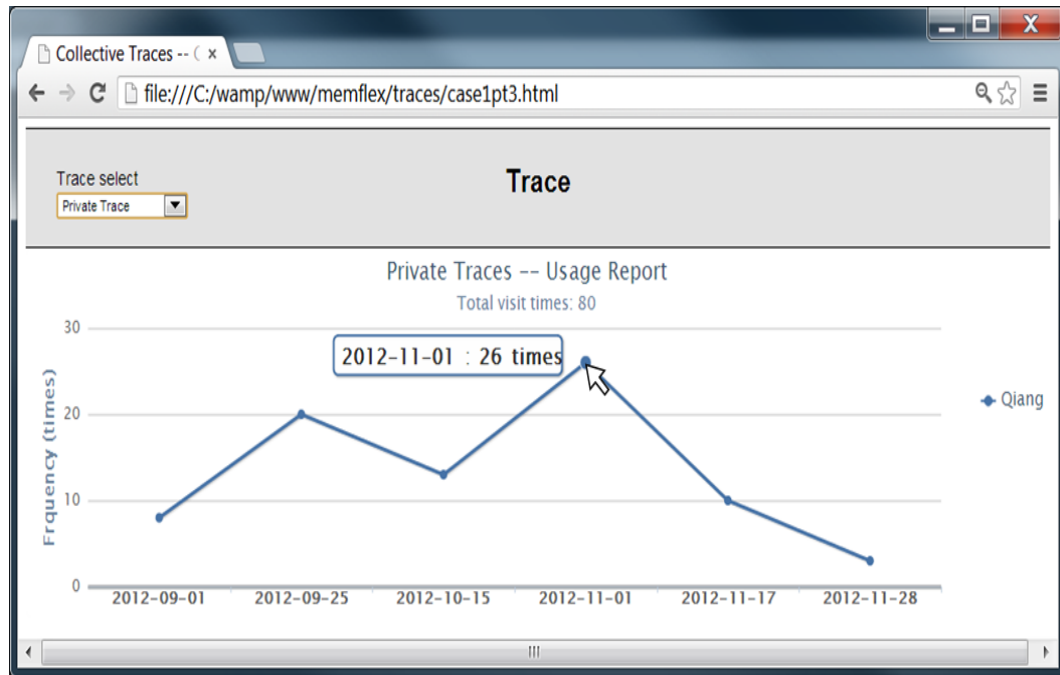 Collective Traces -- (
file:///C:/wamp/www/memflex/traces/case1pt3.html
Trace select
Private Trace
Trace
Private Traces -- Usage Report
Total visit times: 80
Frquency (times)
30
20
10
0
2012-11-01 : 26 times
Qiang
2012-09-01 2012-09-25 2012-10-15 2012-11-01 2012-11-17 2012-11-28